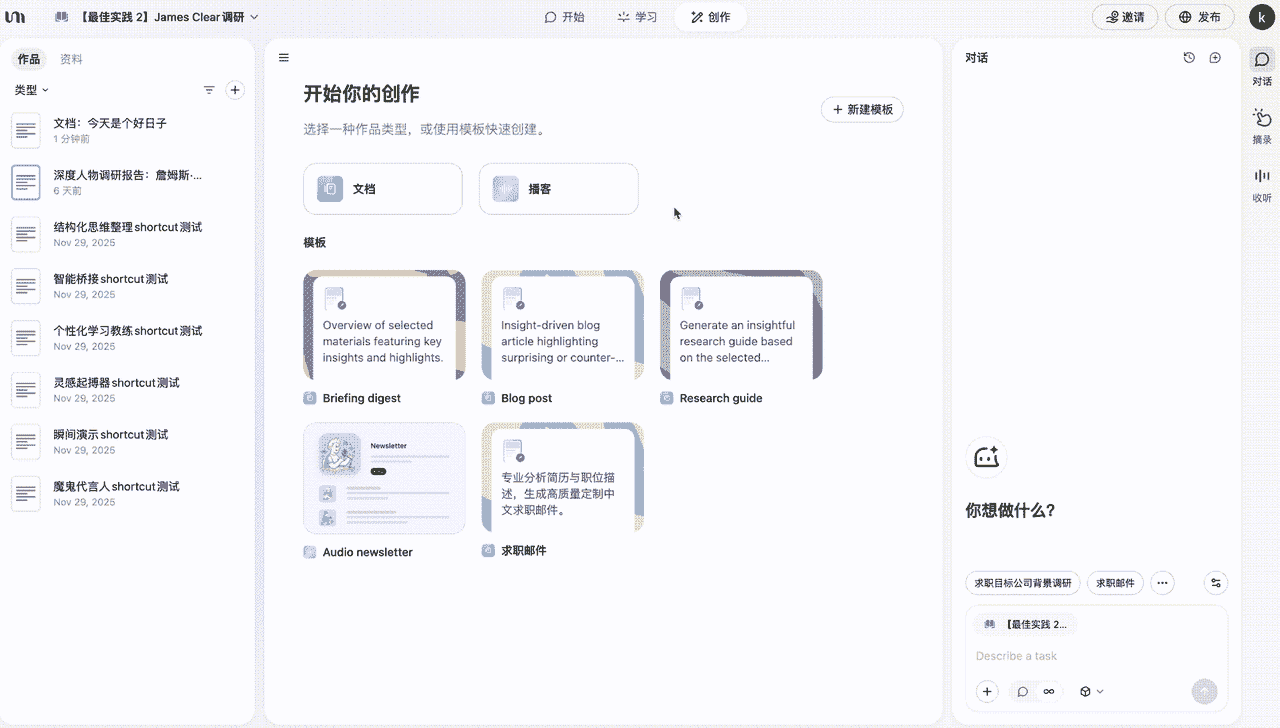 【最佳实践 2】James Clear调研
开始
学习
创作
邀请
发布
k
作品
资料
类型
文档：今天是个好日子
1 分钟前
深度人物调研报告：詹姆斯·...
6 天前
结构化思维整理shortcut测试
Nov 29, 2025
智能桥接shortcut测试
Nov 29, 2025
个性化学习教练shortcut测试
Nov 29, 2025
灵感起搏器shortcut测试
Nov 29, 2025
瞬间演示shortcut测试
Nov 29, 2025
魔鬼代言人shortcut测试
Nov 29, 2025
开始你的创作
选择一种作品类型，或使用模板快速创建。
新建模板
文档
播客
模板
Overview of selected
materials featuring key
insights and highlights.
Briefing digest
Insight-driven blog
article highlighting
surprising or counter-...
Blog post
Generate an insightful
research guide based
on the selected...
Research guide
Newsletter
Audio newsletter
专业分析简历与职位描
述，生成高质量定制中
文求职邮件。
求职邮件
对话
你想做什么？
求职目标公司背景调研
求职邮件
【最佳实践 2...
Describe a task
对话
摘录
收听